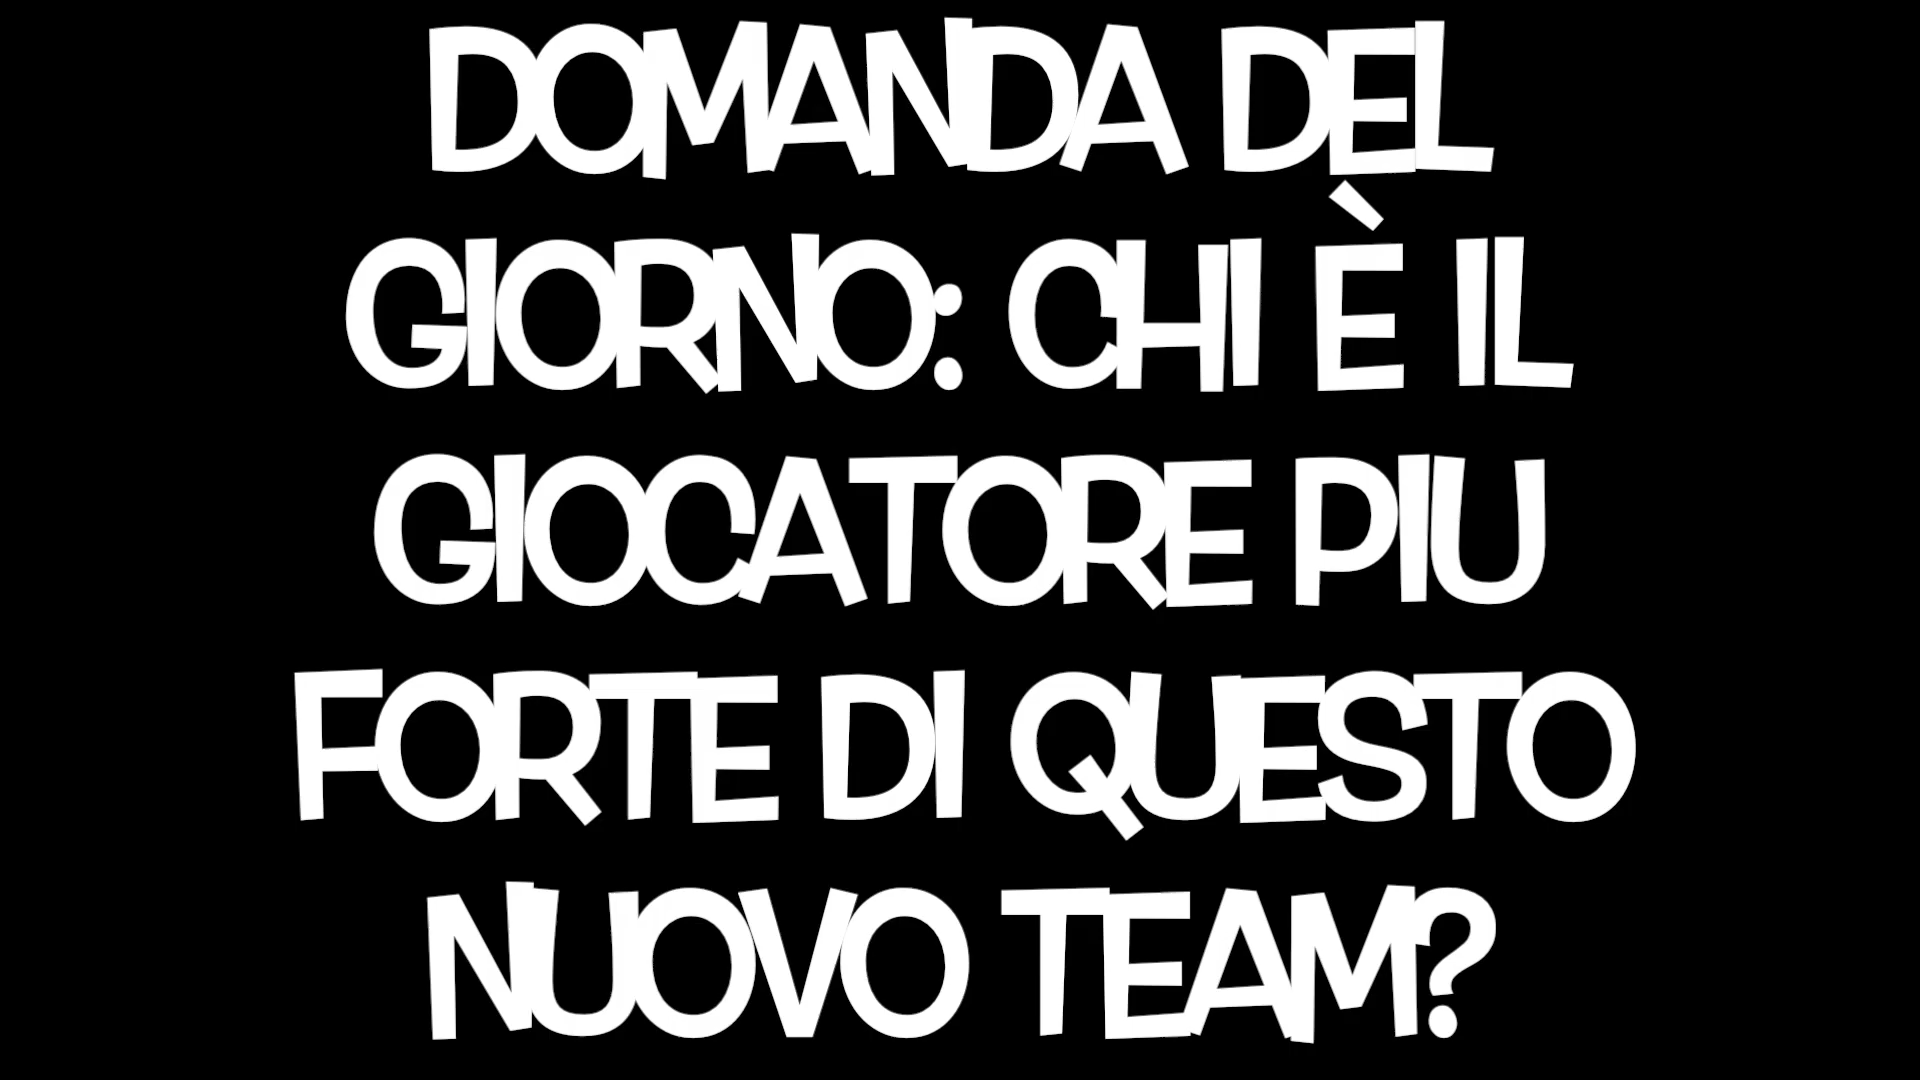 DOMANDA DEL
GIORNO: CHI È IL
GIOCATORE PIU
FORTE DI QUESTO
NUOVO TEAM?